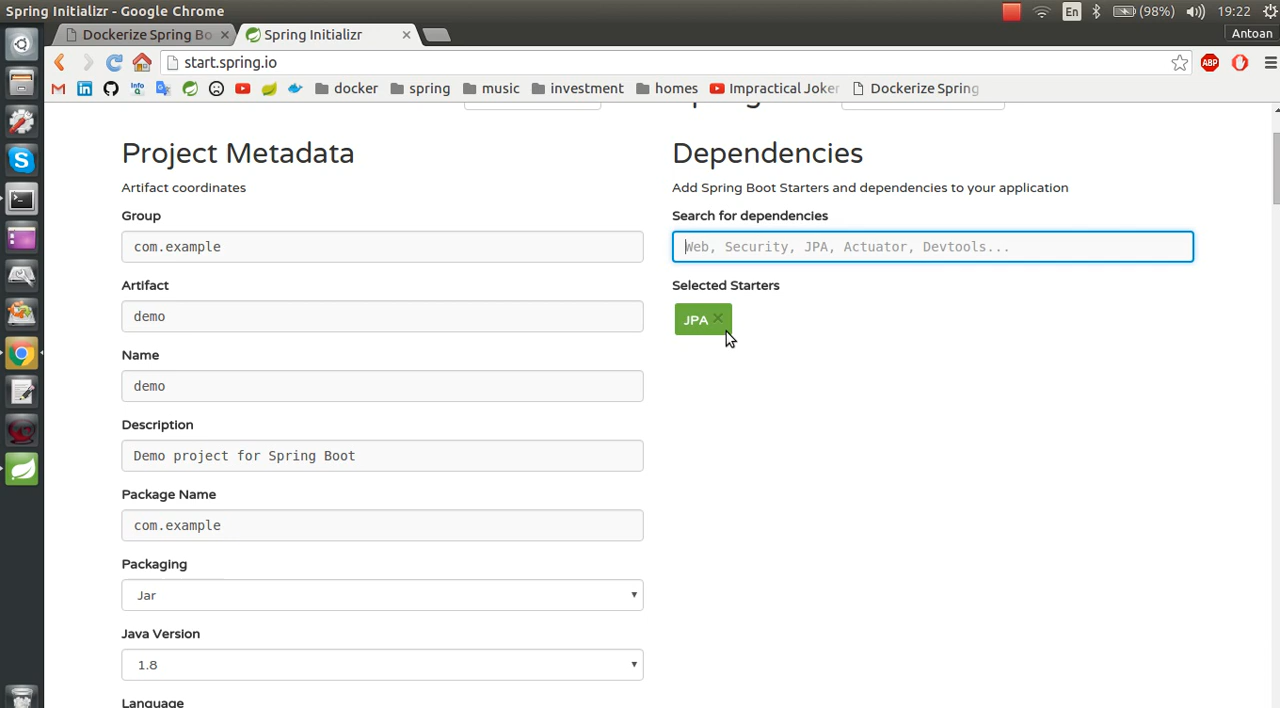 Spring Initializr - Google Chrome
En
(98%)
19:22
Dockerize Spring Bo
Spring Initializr
Antoan
start.spring.io
ABP
docker
spring
music
investment
homes
Impractical Joker
Dockerize Spring
Project Metadata
Artifact coordinates
Group
com.example
Artifact
demo
Name
demo
Description
Demo project for Spring Boot
Package Name
com.example
Packaging
Jar
Java Version
1.8
Language
Dependencies
Add Spring Boot Starters and dependencies to your application
Search for dependencies
Web, Security, JPA, Actuator, Devtools...
Selected Starters
JPA